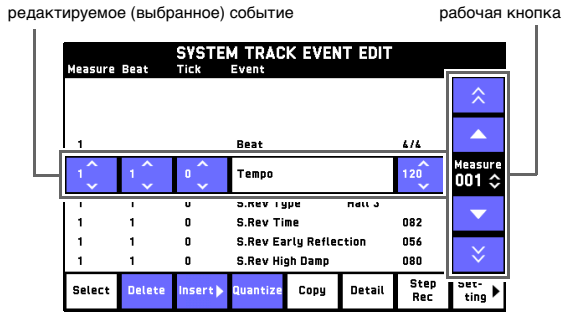 редактируемое (выбранное) событие рабочая кнопка
SYSTEM TRACK EVENT EDIT
Measure Beat Tick Event
1 Beat 4/4
1 1 0 Tempo 120
Measure
001
1 1 0 S.Rev Type Hall 3
1 1 0 S.Rev Time 082
1 1 0 S.Rev Early Reflection 056
1 1 0 S.Rev High Damp 080
Select Delete Insert Quantize Copy Detail Step Rec Set-ting